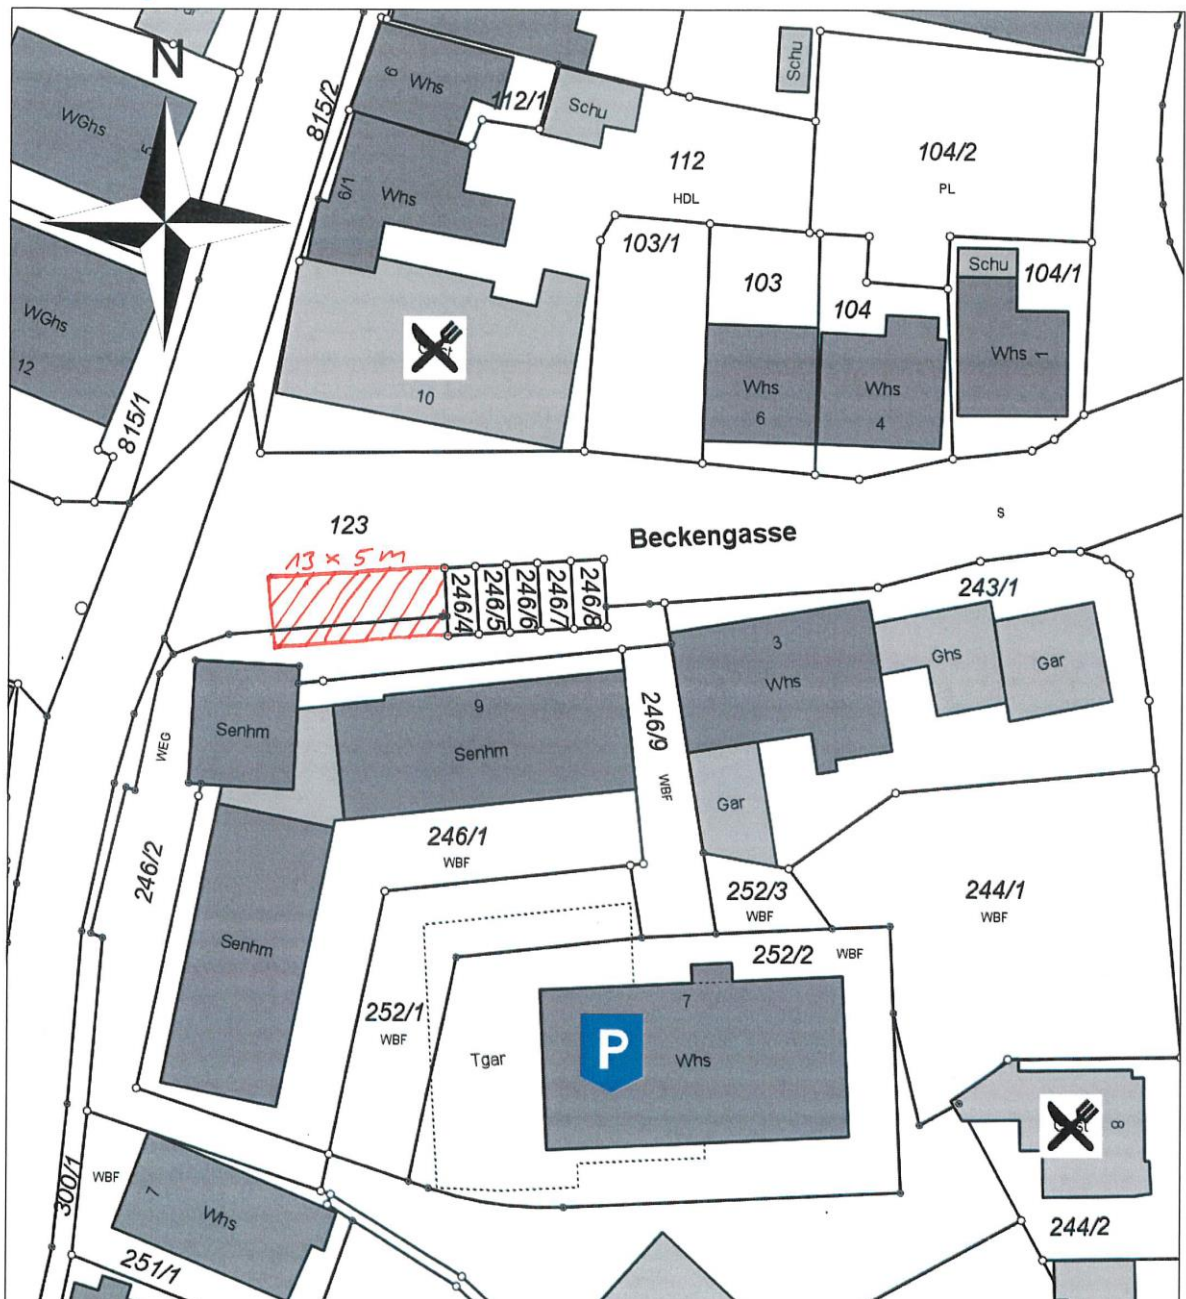 N
WGhs
5
815/2
6
Whs
112/1
Schu
Schu
112
HDL
104/2
PL
6/1
Whs
103/1
103
104
Schu
104/1
WGhs
12
815/1
10
Whs
6
Whs
4
Whs
1
123
Beckengasse
S
13 x 5 m
246/4
246/5
246/6
246/7
246/8
243/1
3
Whs
Ghs
Gar
Senhm
9
Senhm
WEG
246/9
WBF
Gar
246/1
WBF
246/2
Senhm
252/3
WBF
244/1
WBF
252/2
WBF
252/1
WBF
Tgar
7
P
Whs
8
300/1
WBF
7
Whs
251/1
244/2